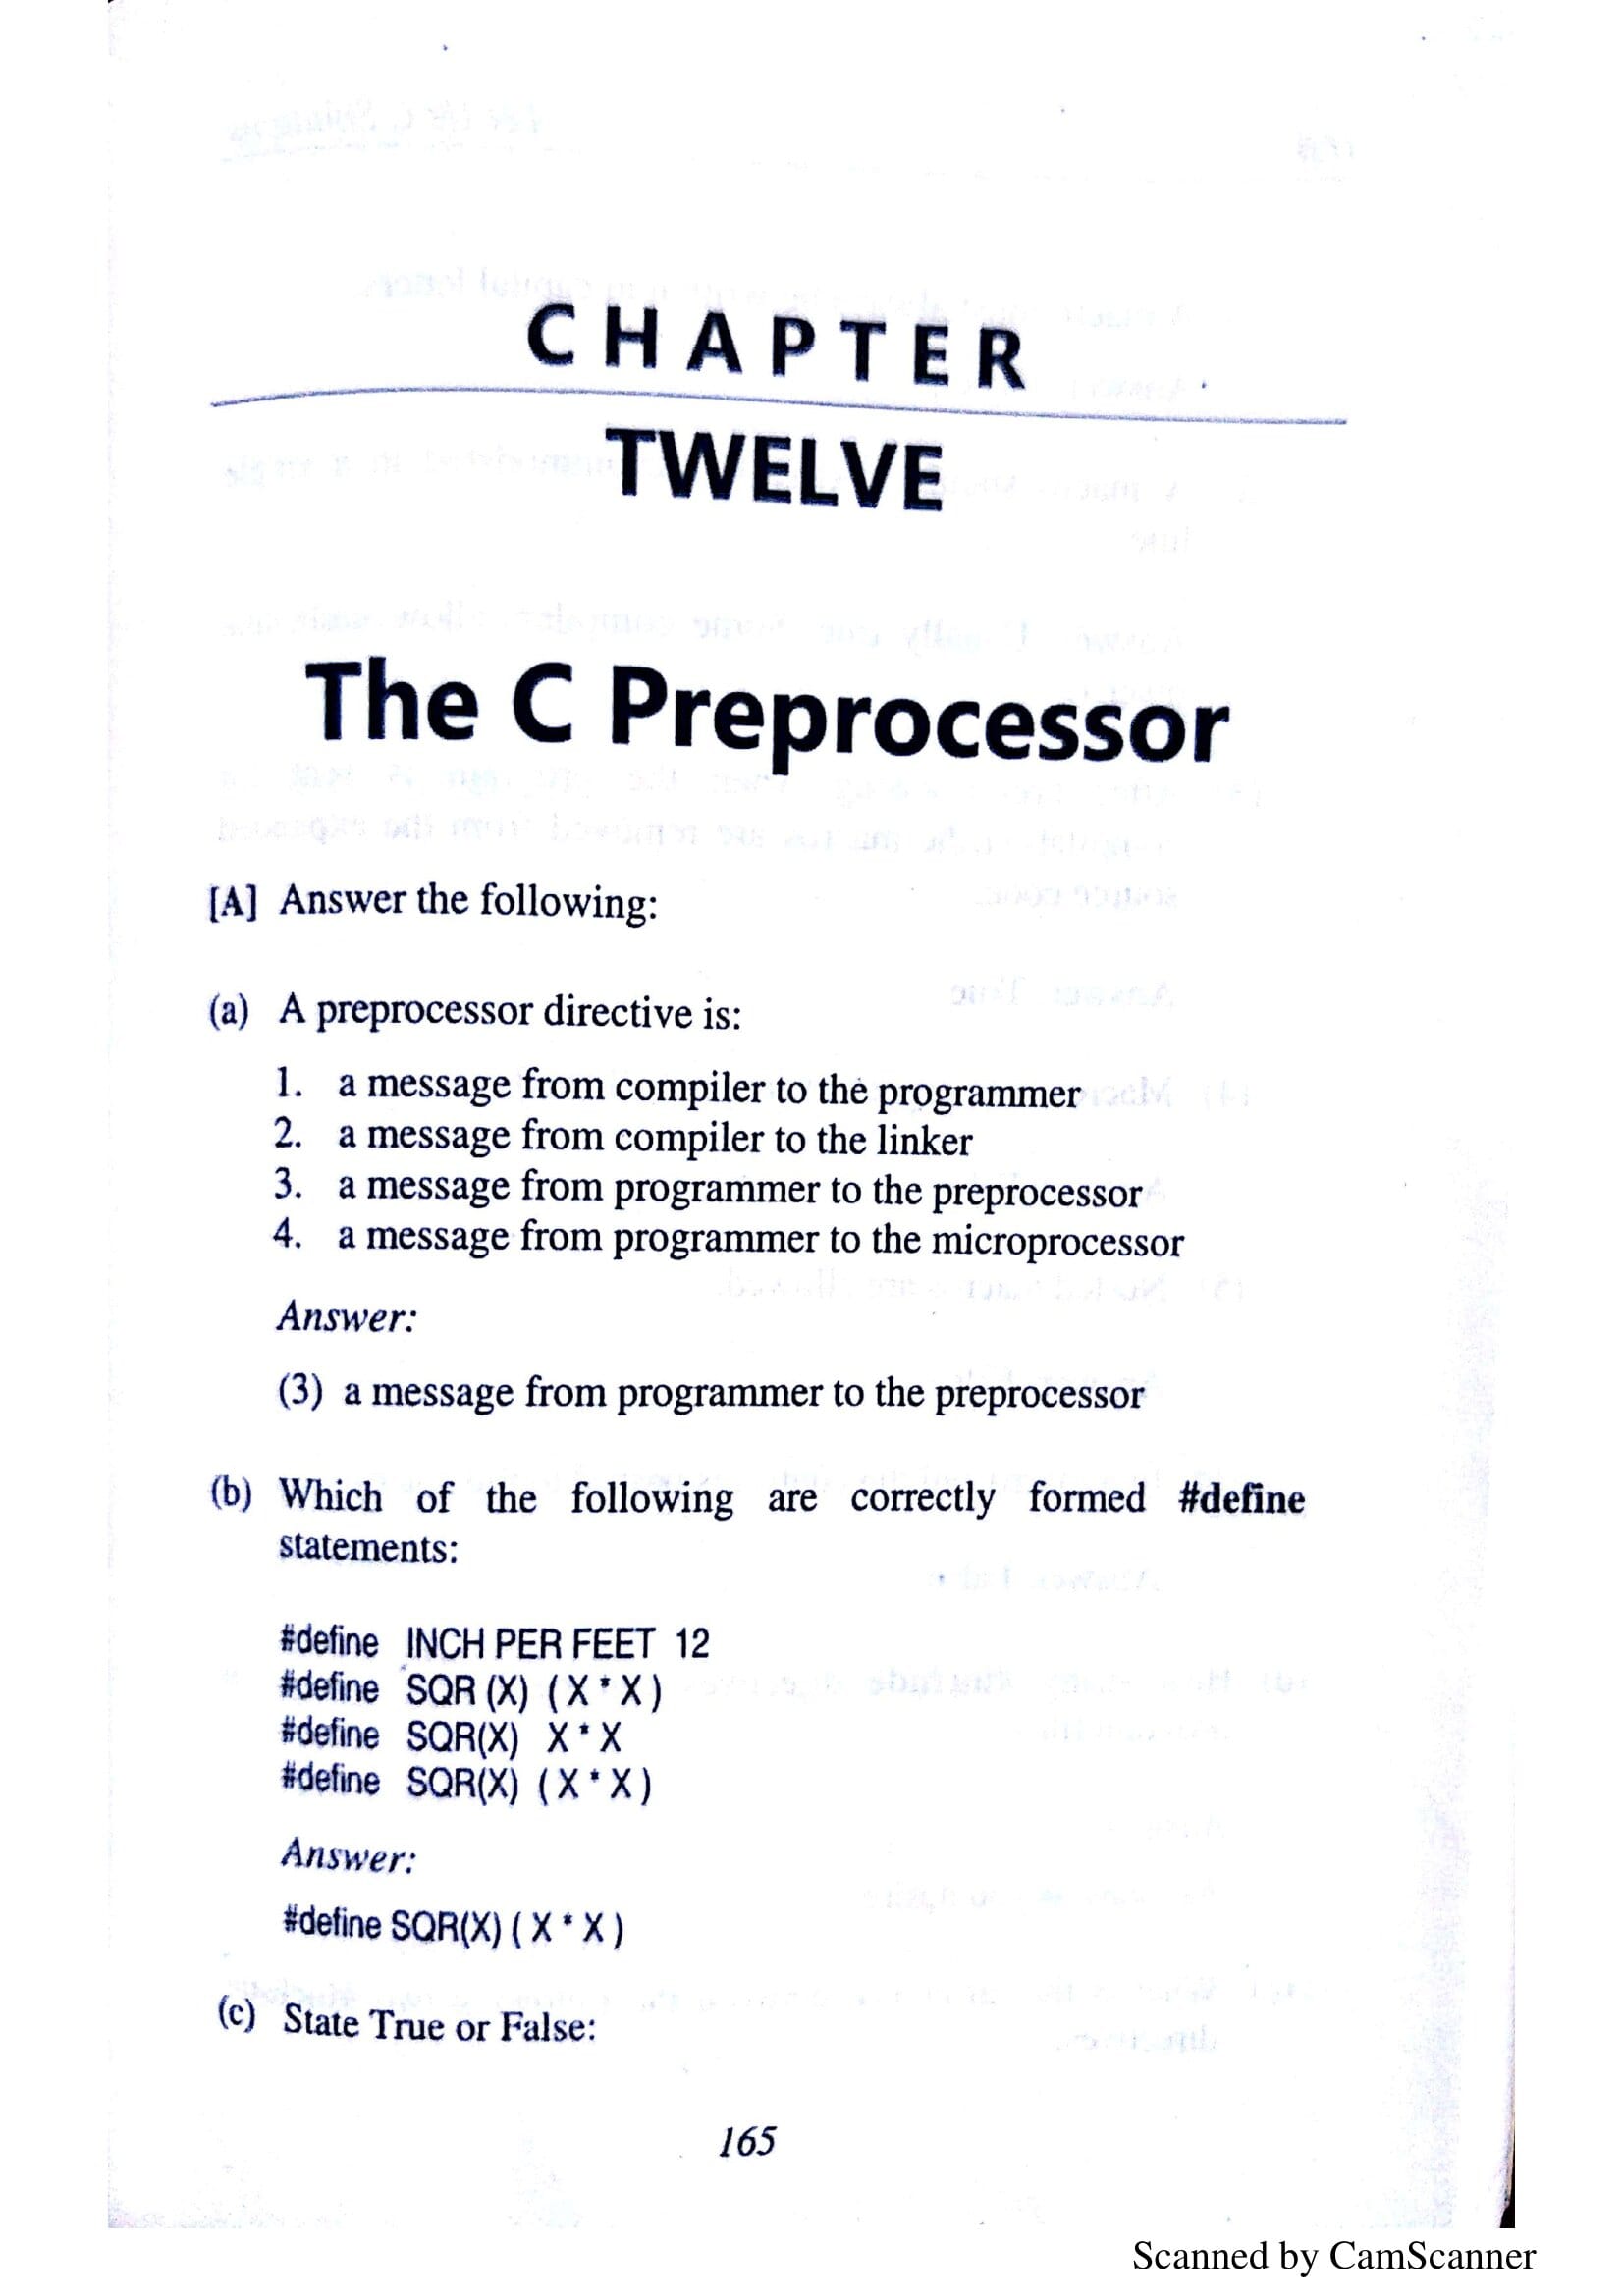 CHAPTER
TWELVE
The C Preprocessor
[A] Answer the following:
(a) A preprocessor directive is:
1. a message from compiler to the programmer
2. a message from compiler to the linker
3. a message from programmer to the preprocessor
4. a message from programmer to the microprocessor
Answer:
(3) a message from programmer to the preprocessor
(b) Which of the following are correctly formed #define
statements:
#define INCH PER FEET 12
#define SQR (X) ( X * X )
#define SQR(X) X * X
#define SQR(X) ( X * X )
Answer:
#define SQR(X) ( X * X )
(c) State True or False:
165
Scanned by CamScanner